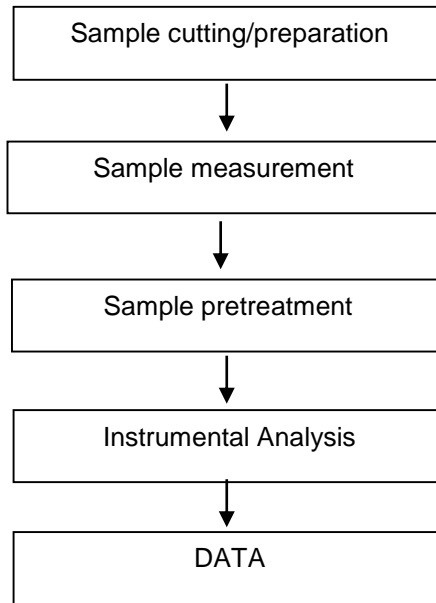 Sample cutting/preparation
Sample measurement
Sample pretreatment
Instrumental Analysis
DATA